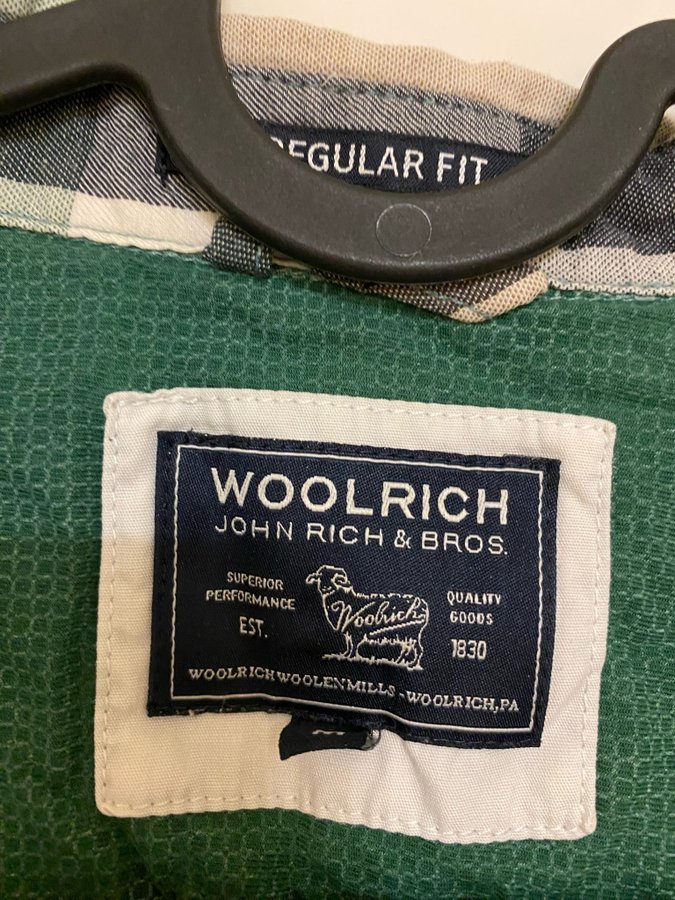 REGULAR FIT
WOOLRICH
JOHN RICH & BROS.
SUPERIOR
PERFORMANCE
EST.
Woolrich
QUALITY
GOODS
1830
WOOLRICH WOOLEN MILLS - WOOLRICH, PA